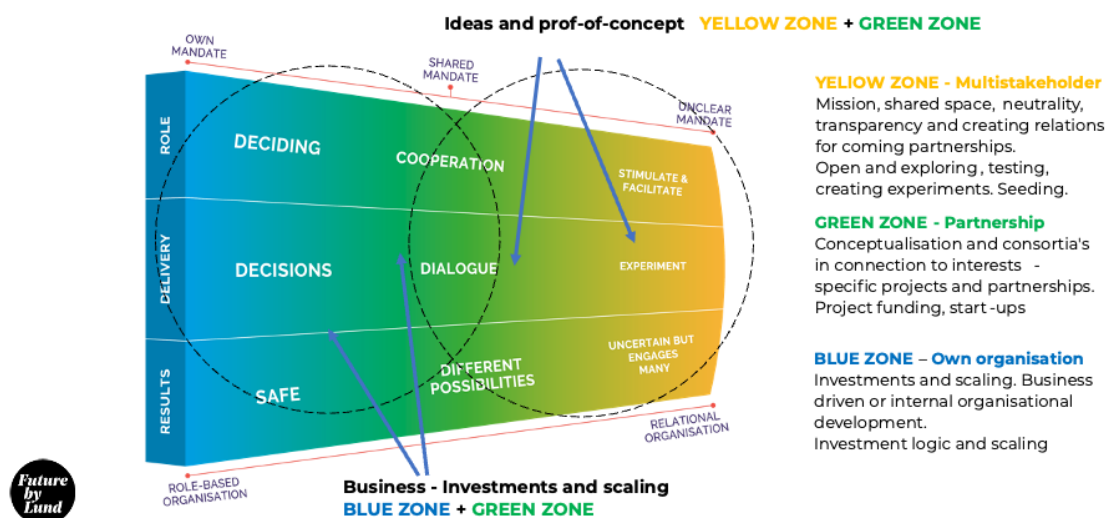 Ideas and prof-of-concept YELLOW ZONE + GREEN ZONE
OWN
MANDATE
SHARED
MANDATE
UNCLEAR
MANDATE
ROLE
DECIDING
COOPERATION
STIMULATE &
FACILITATE
DELIVERY
DECISIONS
DIALOGUE
EXPERIMENT
RESULTS
SAFE
DIFFERENT
POSSIBILITIES
UNCERTAIN BUT
ENGAGES
MANY
ROLE-BASED
ORGANISATION
RELATIONAL
ORGANISATION
Business - Investments and scaling
BLUE ZONE + GREEN ZONE
YELlOW ZONE - Multistakeholder
Mission, shared space, neutrality,
transparency and creating relations
for coming partnerships.
Open and exploring, testing,
creating experiments. Seeding.
GREEN ZONE - Partnership
Conceptualisation and consortia's
in connection to interests -
specific projects and partnerships.
Project funding, start-ups
BLUE ZONE – Own organisation
Investments and scaling. Business
driven or internal organisational
development.
Investment logic and scaling
Future
by
Lund